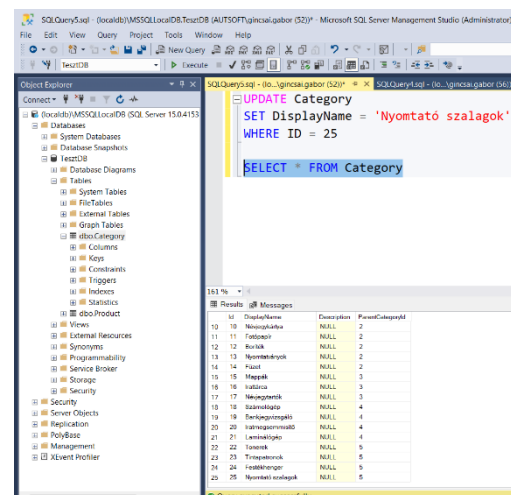 SQLQuery5.sql - (localdb)\MSSQLLocalDB.TesztDB (AUTOSOFT\gincsai.gabor (52))* - Microsoft SQL Server Management Studio (Administrator)
File Edit View Query Project Tools Window Help
New Query
TesztDB Execute
Object Explorer
SQLQuery5.sql - (lo...\gincsai.gabor (52))* SQLQuery4.sql - (lo...\gincsai.gabor (56))
Connect
(localdb)\MSSQLLocalDB (SQL Server 15.0.4153
Databases
System Databases
Database Snapshots
TesztDB
Database Diagrams
Tables
System Tables
FileTables
External Tables
Graph Tables
dbo.Category
Columns
Keys
Constraints
Triggers
Indexes
Statistics
dbo.Product
Views
External Resources
Synonyms
Programmability
Service Broker
Storage
Security
Security
Server Objects
Replication
PolyBase
Management
XEvent Profiler
UPDATE Category
SET DisplayName = 'Nyomtató szalagok'
WHERE ID = 25
SELECT * FROM Category
161 %
Results Messages
Id DisplayName Description ParentCategoryId
10 10 Névjegykártya NULL 2
11 11 Fotópapír NULL 2
12 12 Boríték NULL 2
13 13 Nyomtatványok NULL 2
14 14 Füzet NULL 2
15 15 Mappák NULL 3
16 16 Irattárca NULL 3
17 17 Névjegytartók NULL 3
18 18 Számológép NULL 4
19 19 Bankjegyvizsgáló NULL 4
20 20 Iratmegsemmisítő NULL 4
21 21 Laminálógép NULL 4
22 22 Tonerek NULL 5
23 23 Tintapatronok NULL 5
24 24 Festékhenger NULL 5
25 25 Nyomtató szalagok NULL 5